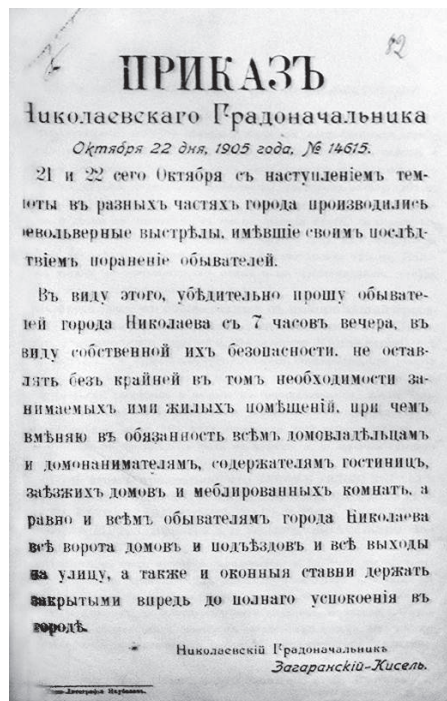 82
ПРИКАЗЪ
Николаевскаго Градоначальника
Октября 22 дня, 1905 года, № 14615.
21 и 22 сего Октября съ наступленіемъ тем-
ноты въ разныхъ частяхъ города производились
револьверные выстрѣлы, имѣвшіе своимъ послѣд-
ствіемъ пораненіе обывателей.
Въ виду этого, убѣдительно прошу обывате-
лей города Николаева съ 7 часовъ вечера, въ
виду собственной ихъ безопасности, не остав-
лять безъ крайней въ томъ необходимости за-
нимаемыхъ ими жилыхъ помѣщеній, при чемъ
вмѣняю въ обязанность всѣмъ домовладѣльцамъ
и домонанимателямъ, содержателямъ гостиницъ,
заѣзжихъ домовъ и меблированныхъ комнатъ, а
равно и всѣмъ обывателямъ города Николаева
всѣ ворота домовъ и подъѣздовъ и всѣ выходы
на улицу, а также и оконныя ставни держать
закрытыми впредь до полнаго успокоенія въ
городѣ.
Николаевскій Градоначальникъ
Загаранскій-Кисель.